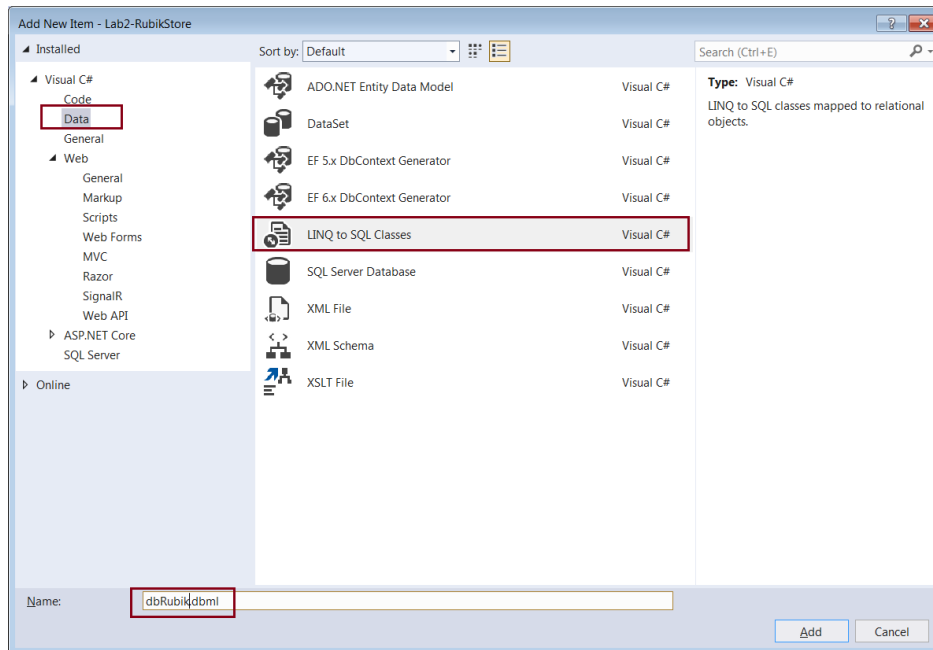 Add New Item - Lab2-RubikStore
Installed
Sort by: Default
Search (Ctrl+E)
Visual C#
Code
Data
General
Web
General
Markup
Scripts
Web Forms
MVC
Razor
SignalR
Web API
ASP.NET Core
SQL Server
Online
ADO.NET Entity Data Model Visual C#
DataSet Visual C#
EF 5.x DbContext Generator Visual C#
EF 6.x DbContext Generator Visual C#
LINQ to SQL Classes Visual C#
SQL Server Database Visual C#
XML File Visual C#
XML Schema Visual C#
XSLT File Visual C#
Type: Visual C#
LINQ to SQL classes mapped to relational
objects.
Name: dbRubik.dbml
Add Cancel